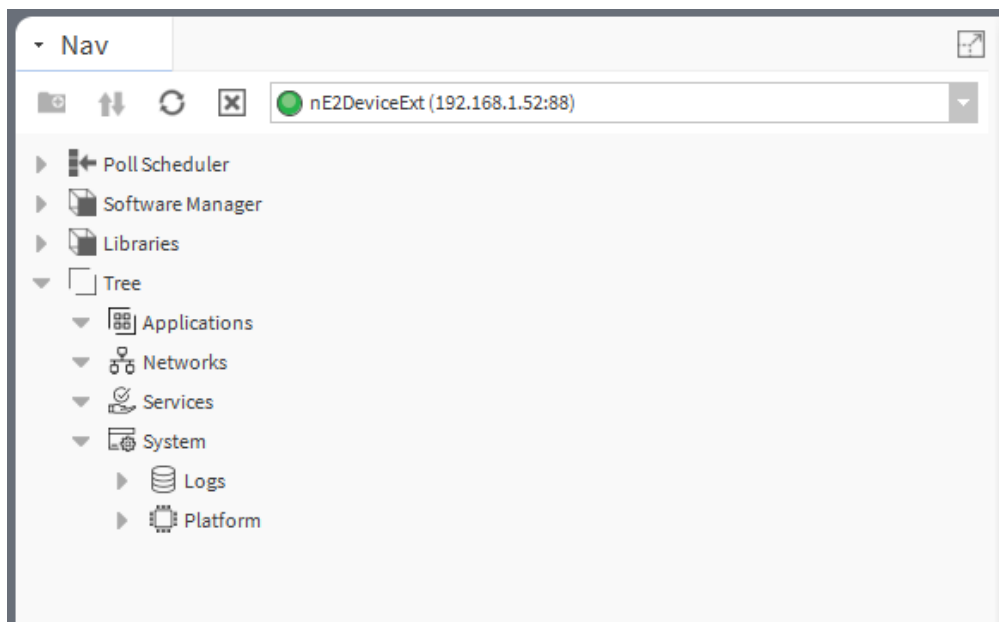 Nav
nE2DeviceExt (192.168.1.52:88)
Poll Scheduler
Software Manager
Libraries
Tree
Applications
Networks
Services
System
Logs
Platform